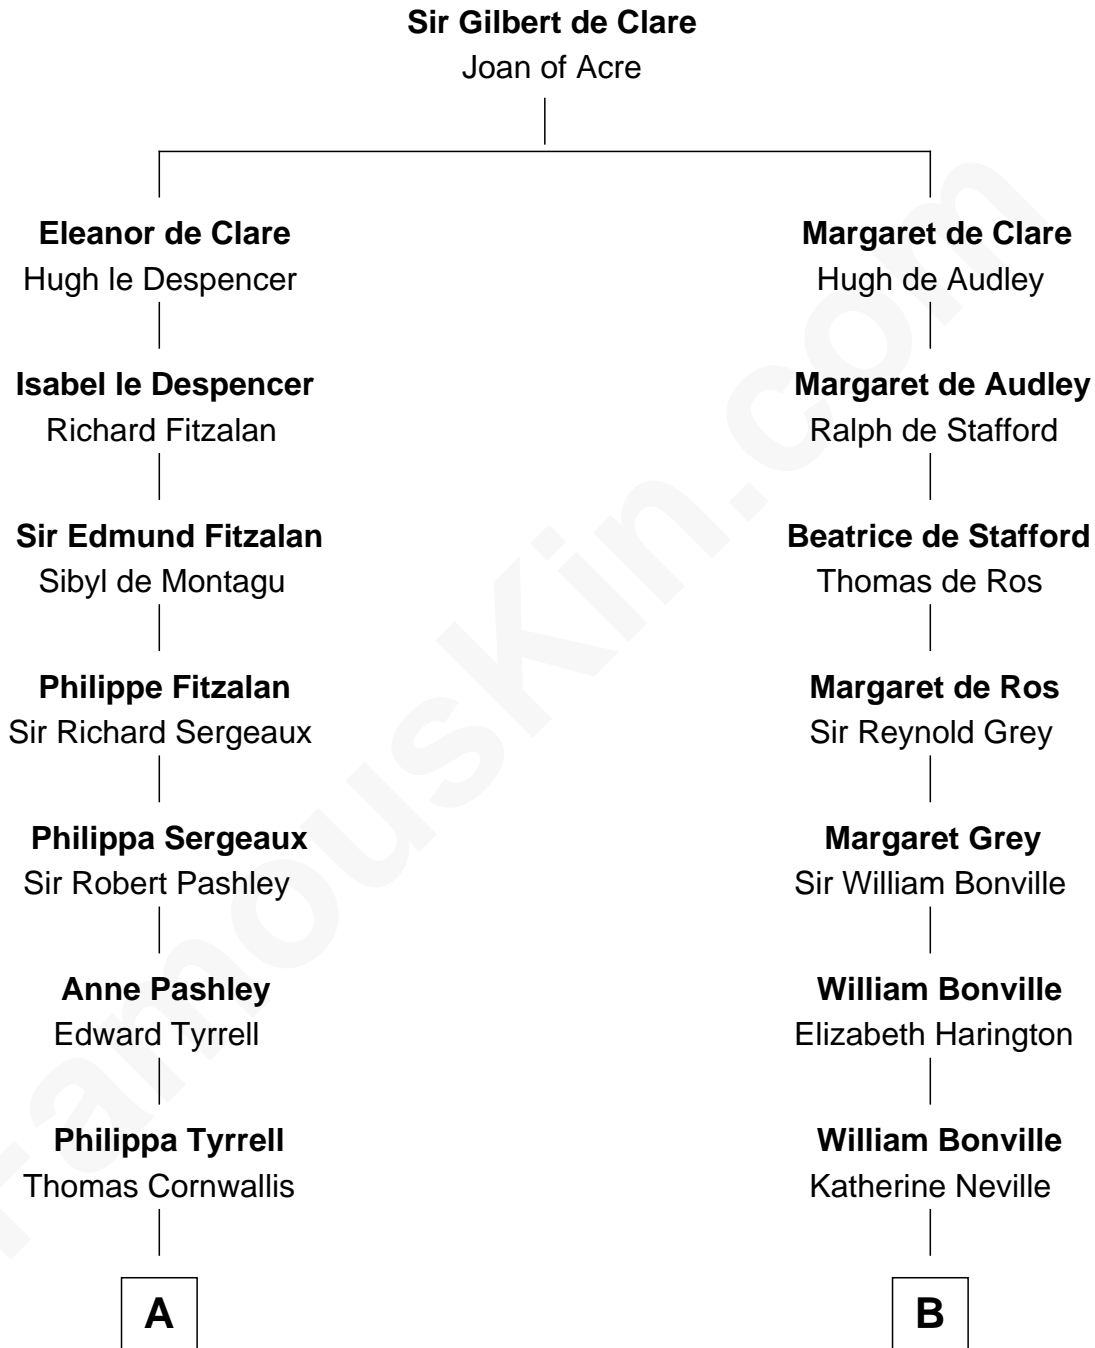 Sir Gilbert de Clare
Joan of Acre
Eleanor de Clare
Hugh le Despencer
Margaret de Clare
Hugh de Audley
Isabel le Despencer
Richard Fitzalan
Margaret de Audley
Ralph de Stafford
Sir Edmund Fitzalan
Sibyl de Montagu
Beatrice de Stafford
Thomas de Ros
Philippe Fitzalan
Sir Richard Sergeaux
Margaret de Ros
Sir Reynold Grey
Philippa Sergeaux
Sir Robert Pashley
Margaret Grey
Sir William Bonville
Anne Pashley
Edward Tyrrell
William Bonville
Elizabeth Harington
Philippa Tyrrell
Thomas Cornwallis
William Bonville
Katherine Neville
A
B
FamousKin.com